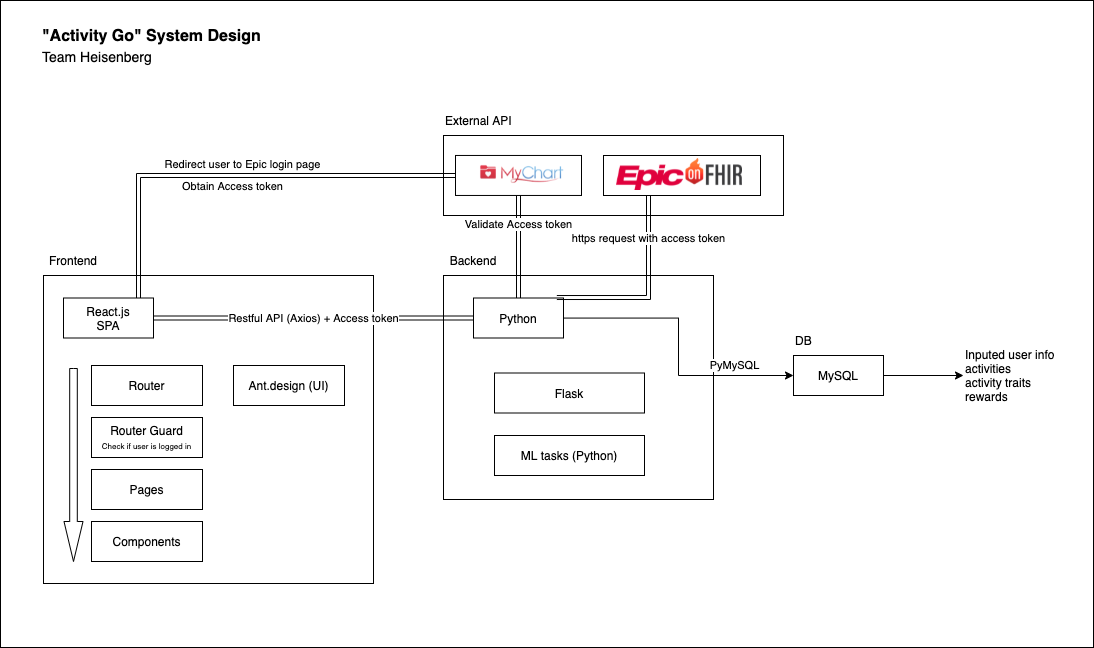 "Activity Go" System Design
Team Heisenberg
External API
Redirect user to Epic login page
Obtain Access token
MyChart
Epic on FHIR
Validate Access token
https request with access token
Frontend
Backend
React.js
SPA
Restful API (Axios) + Access token
Python
Router
Ant.design (UI)
Router Guard
Check if user is logged in
Pages
Components
Flask
ML tasks (Python)
PyMySQL
DB
MySQL
Inputed user info
activities
activity traits
rewards